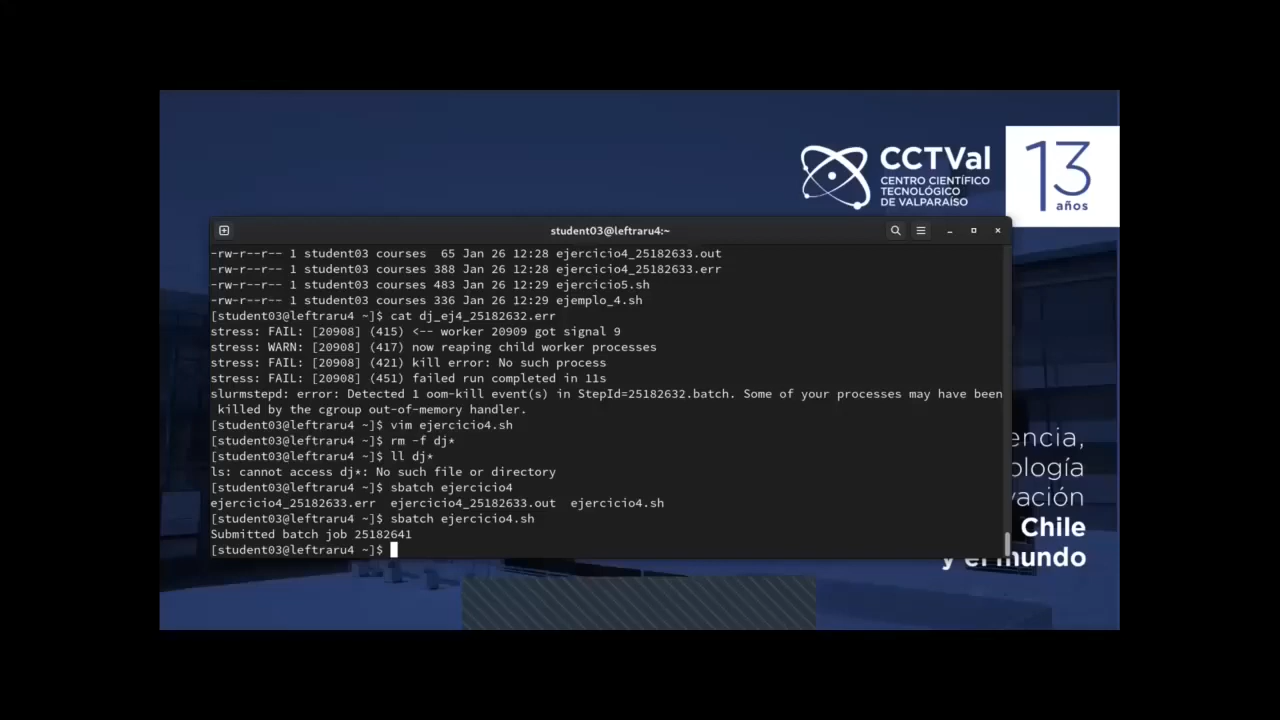 CCTVal
CENTRO CIENTÍFICO
TECNOLÓGICO
DE VALPARAÍSO
13
años
student03@leftraru4:~
-rw-r--r-- 1 student03 courses  65 Jan 26 12:28 ejercicio4_25182633.out
-rw-r--r-- 1 student03 courses 388 Jan 26 12:28 ejercicio4_25182633.err
-rw-r--r-- 1 student03 courses 483 Jan 26 12:29 ejercicio5.sh
-rw-r--r-- 1 student03 courses 336 Jan 26 12:29 ejemplo_4.sh
[student03@leftraru4 ~]$ cat dj_ej4_25182632.err
stress: FAIL: [20908] (415) <-- worker 20909 got signal 9
stress: WARN: [20908] (417) now reaping child worker processes
stress: FAIL: [20908] (421) kill error: No such process
stress: FAIL: [20908] (451) failed run completed in 11s
slurmstepd: error: Detected 1 oom-kill event(s) in StepId=25182632.batch. Some of your processes may have been
killed by the cgroup out-of-memory handler.
[student03@leftraru4 ~]$ vim ejercicio4.sh
[student03@leftraru4 ~]$ rm -f dj*
[student03@leftraru4 ~]$ ll dj*
ls: cannot access dj*: No such file or directory
[student03@leftraru4 ~]$ sbatch ejercicio4
ejercicio4_25182633.err  ejercicio4_25182633.out  ejercicio4.sh
[student03@leftraru4 ~]$ sbatch ejercicio4.sh
Submitted batch job 25182641
[student03@leftraru4 ~]$
encia,
ología
vación
Chile
y el mundo